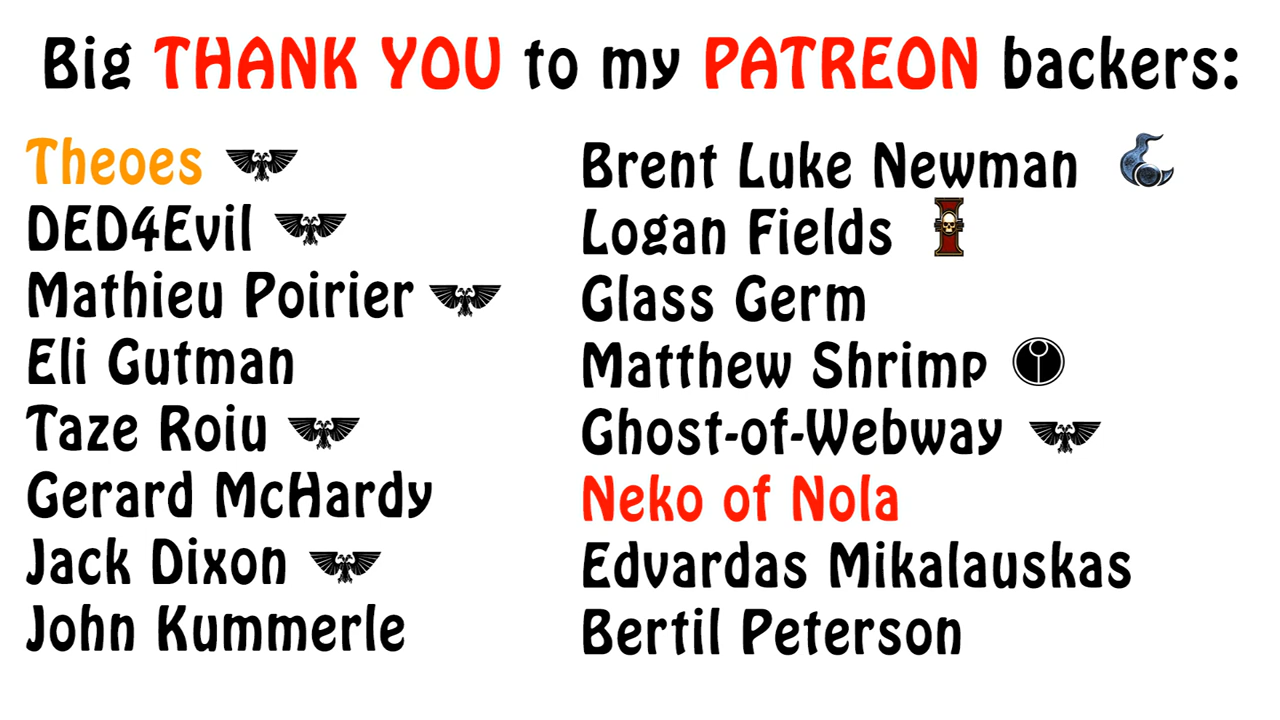 Big THANK YOU to my PATREON backers:
Theoes
DED4Evil
Mathieu Poirier
Eli Gutman
Taze Roiu
Gerard McHardy
Jack Dixon
John Kummerle
Brent Luke Newman
Logan Fields
Glass Germ
Matthew Shrimp
Ghost-of-Webway
Neko of Nola
Edvardas Mikalauskas
Bertil Peterson